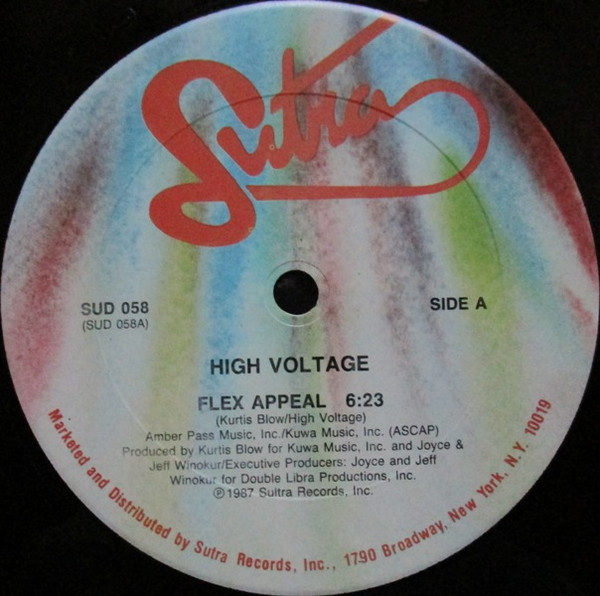 Sutra
SUD 058
(SUD 058A)
SIDE A
HIGH VOLTAGE
FLEX APPEAL 6:23
(Kurtis Blow/High Voltage)
Amber Pass Music, Inc./Kuwa Music, Inc. (ASCAP)
Produced by Kurtis Blow for Kuwa Music, Inc. and Joyce &
Jeff Winokur/Executive Producers: Joyce and Jeff
Winokur for Double Libra Productions, Inc.
℗1987 Sultra Records, Inc.
Marketed and Distributed by Sutra Records, Inc., 1790 Broadway, New York, N.Y. 10019